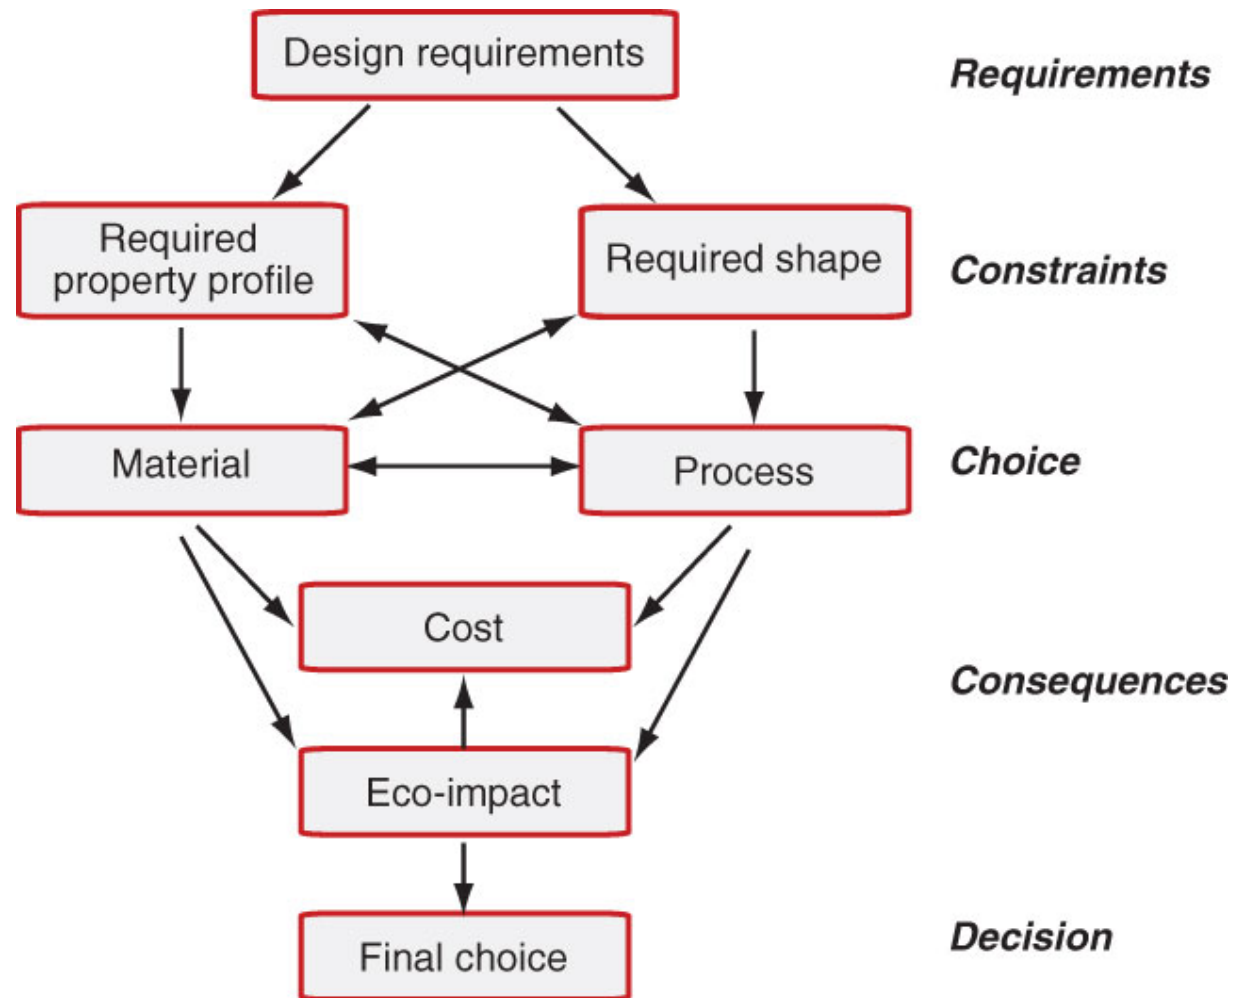 Design requirements
Requirements
Required
property profile
Required shape
Constraints
Material
Process
Choice
Cost
Consequences
Eco-impact
Final choice
Decision